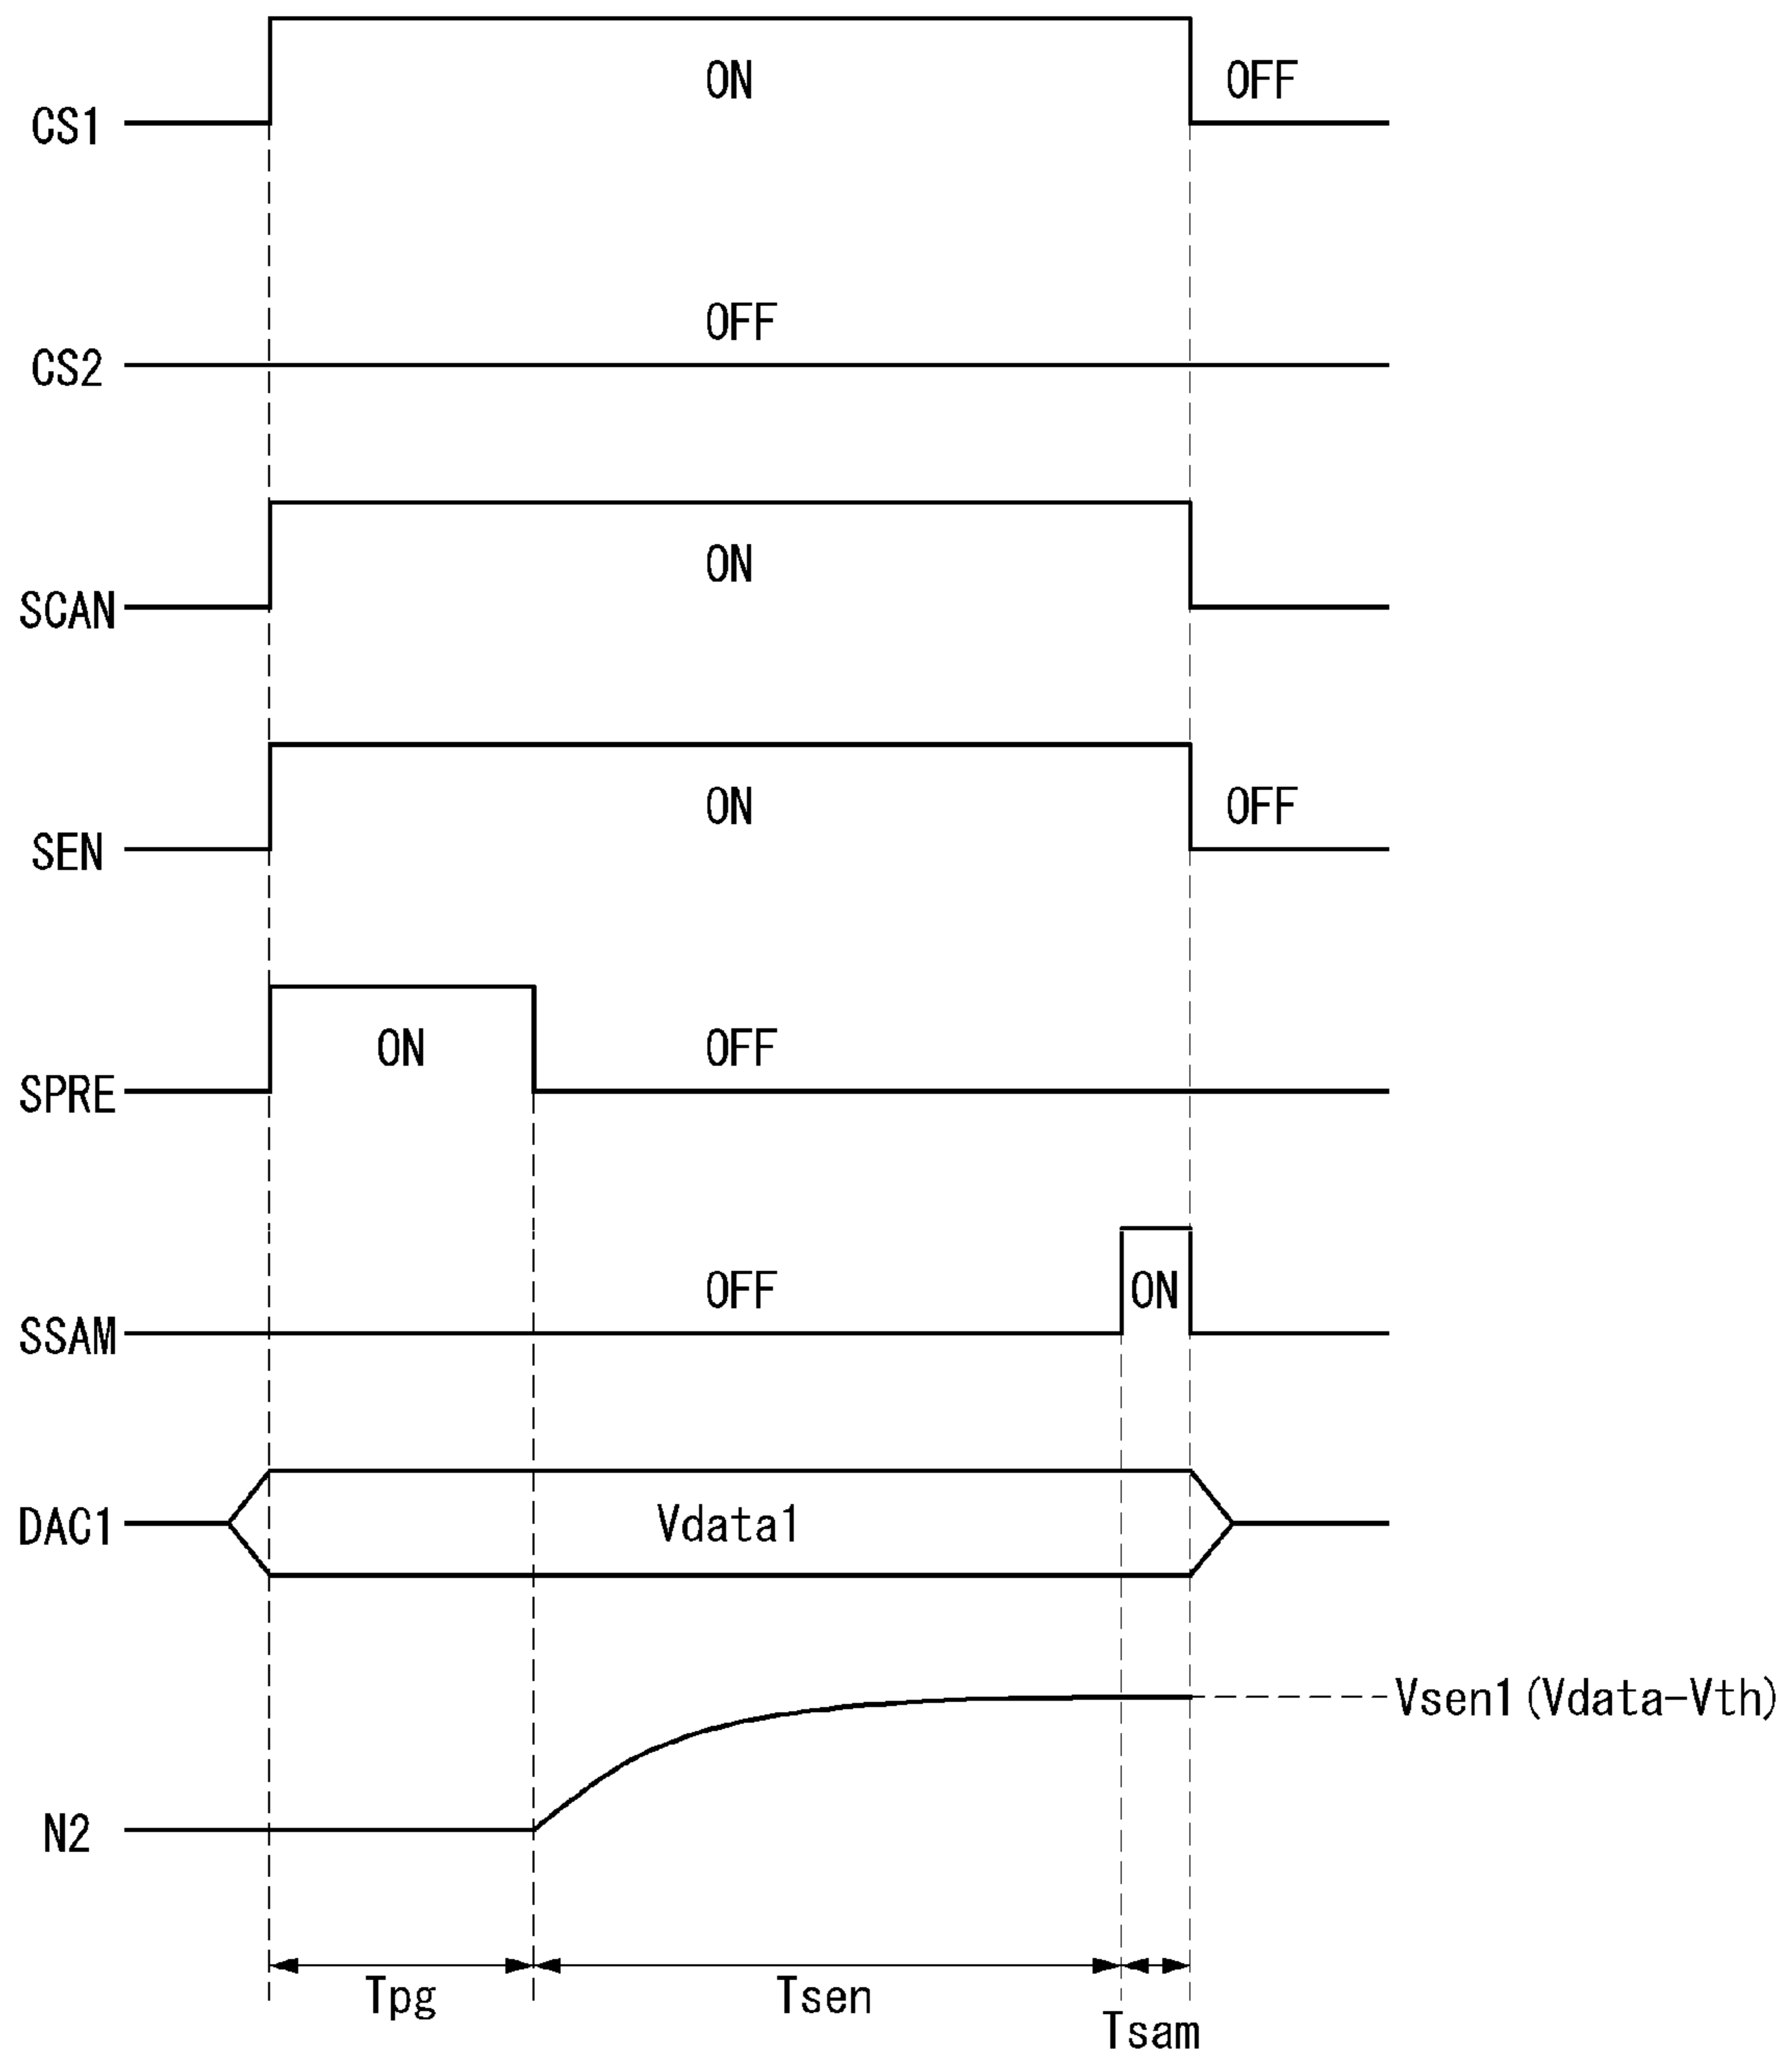 ON OFF
CS1
OFF
CS2
ON
SCAN
ON OFF
SEN
ON OFF
SPRE
OFF ON
SSAM
DAC1 Vdata1
Vsen1(Vdata-Vth)
N2
Tpg Tsen
Tsam